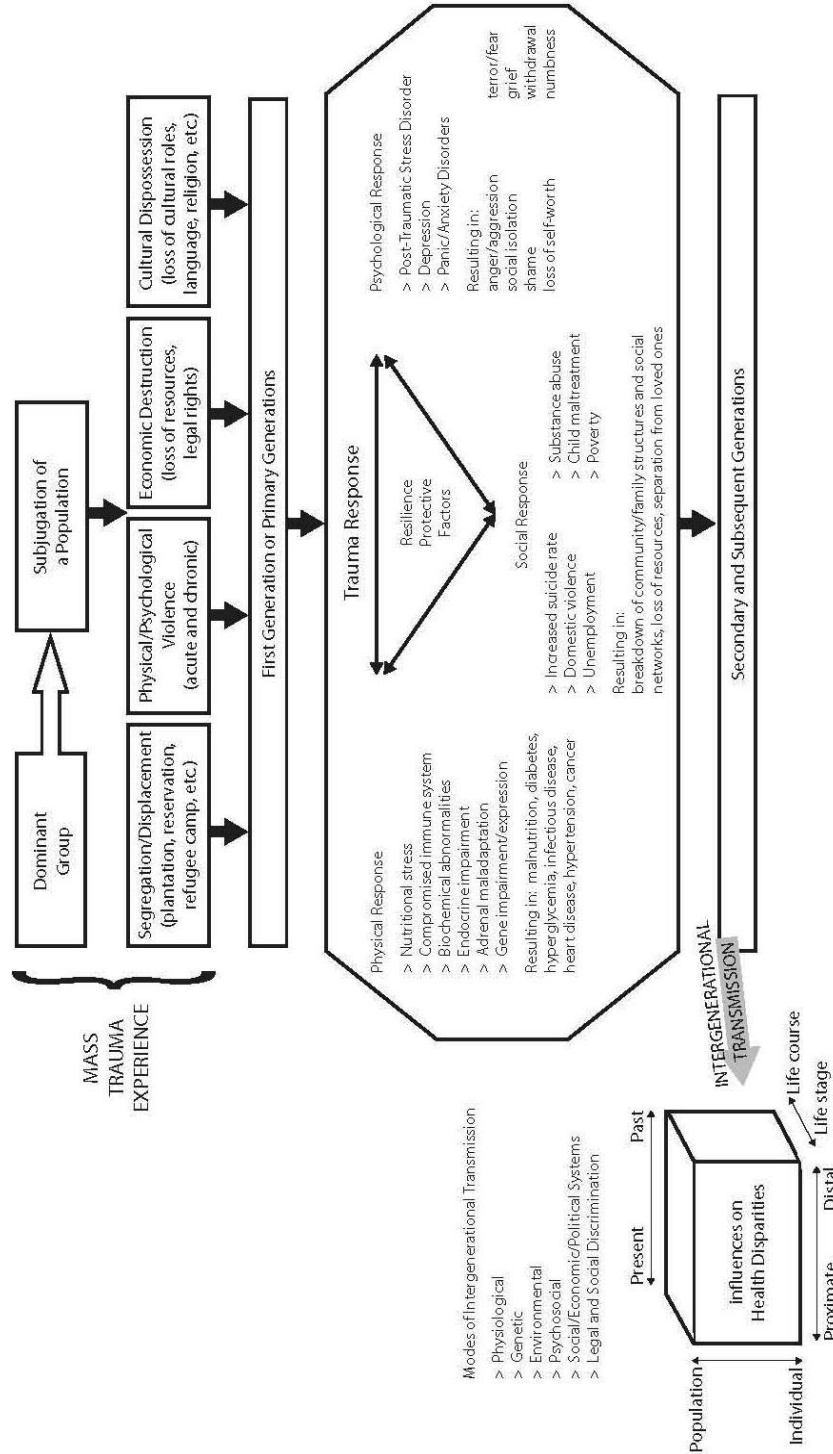 MASS
TRAUMA
EXPERIENCE
Dominant
Group
Subjugation of
a Population
Segregation/Displacement
(plantation, reservation,
refugee camp, etc.)
Physical/Psychological
Violence
(acute and chronic)
Economic Destruction
(loss of resources,
legal rights)
Cultural Dispossession
(loss of cultural roles,
language, religion, etc.)
First Generation or Primary Generations
Trauma Response
Physical Response
> Nutritional stress
> Compromised immune system
> Biochemical abnormalities
> Endocrine impairment
> Adrenal maladaptation
> Gene impairment/expression
Resulting in: malnutrition, diabetes,
hyperglycemia, infectious disease,
heart disease, hypertension, cancer
Resilience
Protective
Factors
Social Response
> Increased suicide rate
> Domestic violence
> Unemployment
> Substance abuse
> Child maltreatment
> Poverty
Resulting in:
breakdown of community/family structures and social
networks, loss of resources, separation from loved ones
Psychological Response
> Post-Traumatic Stress Disorder
> Depression
> Panic/Anxiety Disorders
Resulting in:
anger/aggression
social isolation
shame
loss of self-worth
terror/fear
grief
withdrawal
numbness
Secondary and Subsequent Generations
INTERGENERATIONAL
TRANSMISSION
Modes of Intergenerational Transmission
> Physiological
> Genetic
> Environmental
> Psychosocial
> Social/Economic/Political Systems
> Legal and Social Discrimination
Present
Past
Population
Individual
influences on
Health Disparities
Life course
Life stage
Proximate
Distal